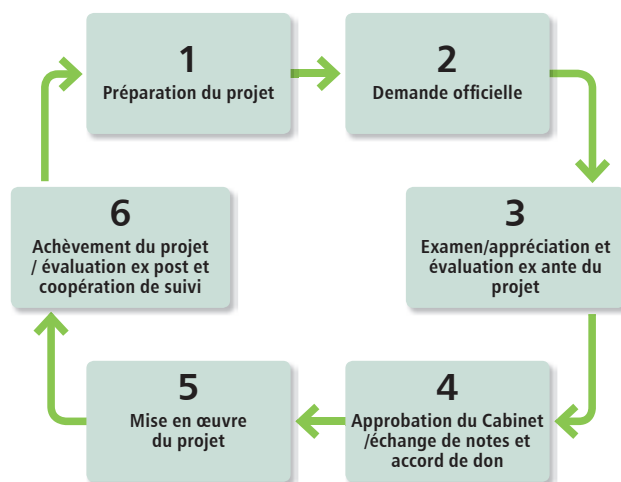 1
Préparation du projet
2
Demande officielle
3
Examen/appréciation et
évaluation ex ante du
projet
4
Approbation du Cabinet
/échange de notes et
accord de don
5
Mise en œuvre
du projet
6
Achèvement du projet
/ évaluation ex post et
coopération de suivi